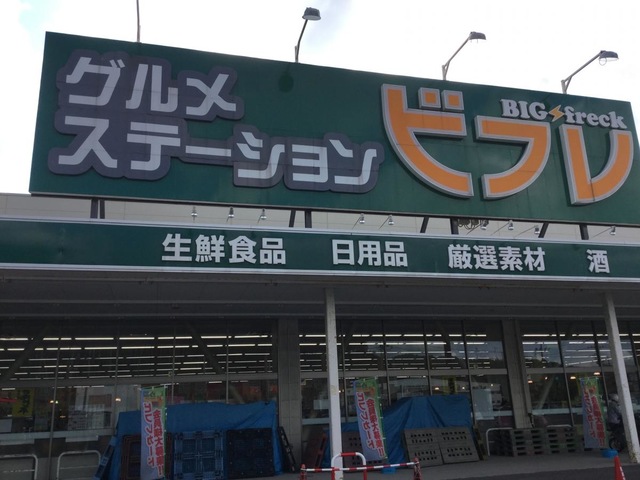 グルメ
ステーション
ビフレ
BIG freck
生鮮食品 日用品 厳選素材 酒